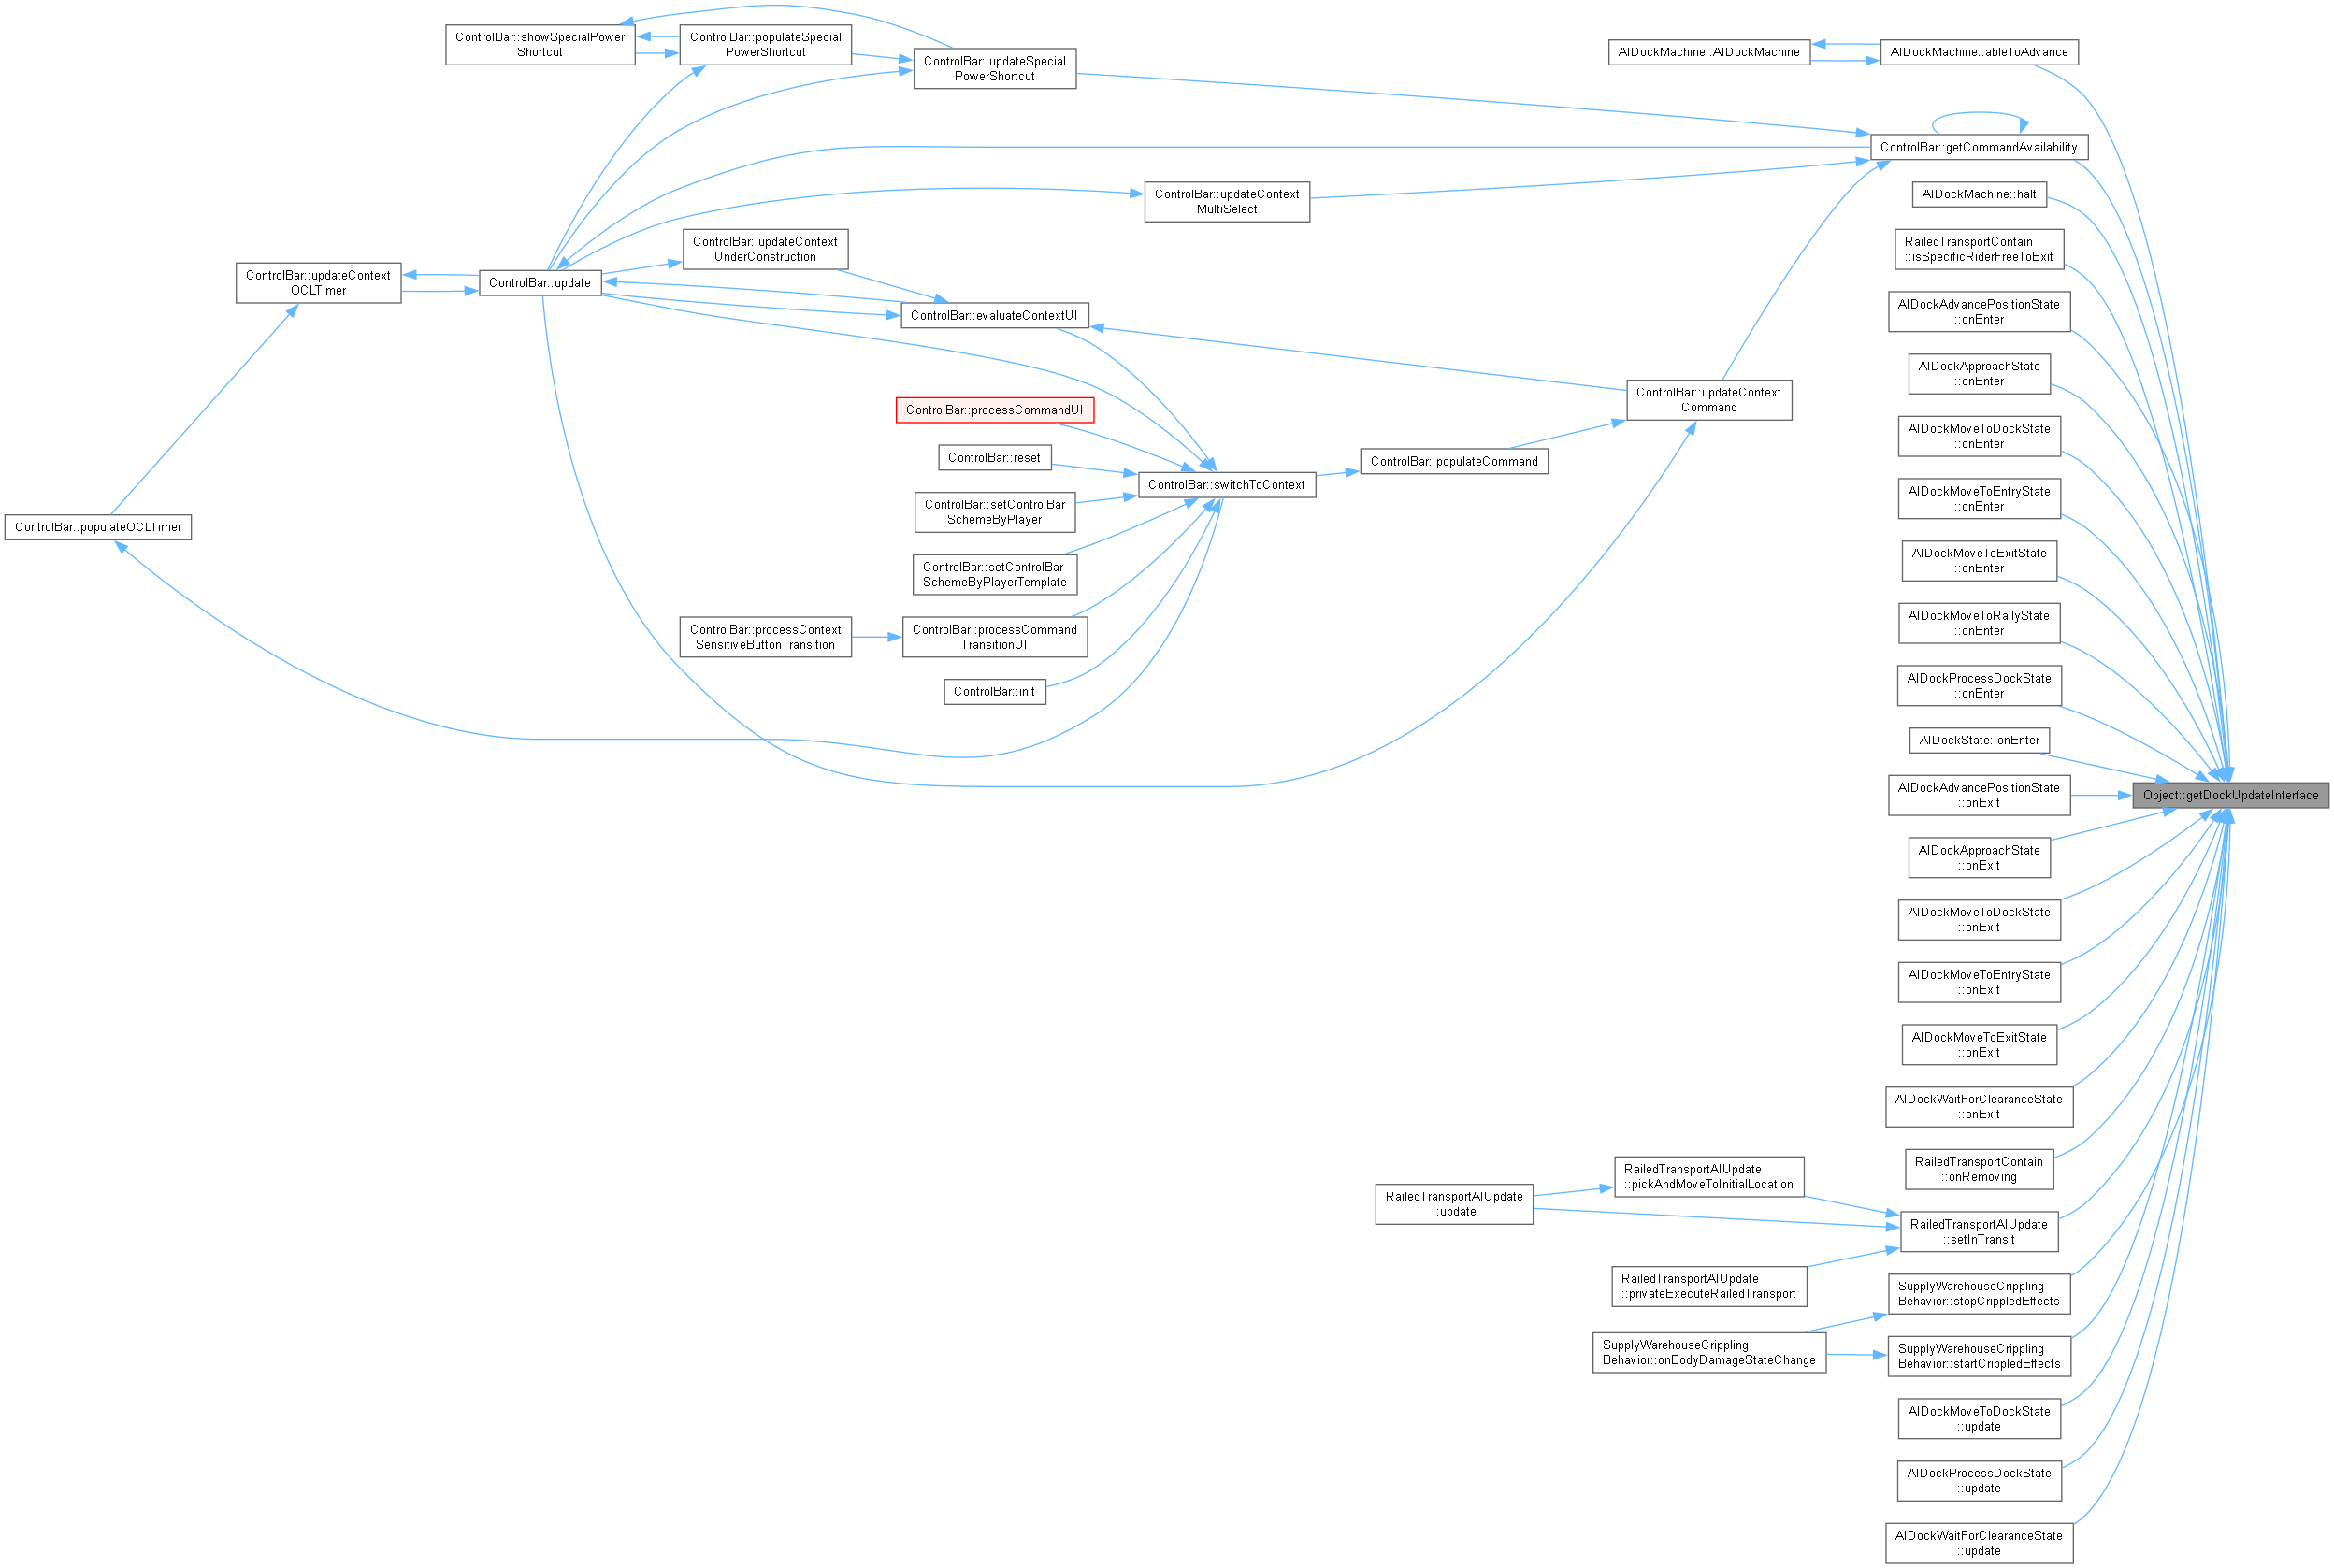 ControlBar::showSpecialPower
Shortcut
ControlBar::populateSpecial
PowerShortcut
ControlBar::updateSpecial
PowerShortcut
AIDockMachine::AIDockMachine
AIDockMachine::ableToAdvance
ControlBar::getCommandAvailability
ControlBar::updateContext
MultiSelect
AIDockMachine::halt
ControlBar::updateContext
UnderConstruction
RailedTransportContain
::isSpecificRiderFreeToExit
ControlBar::updateContext
OCLTimer
ControlBar::update
ControlBar::evaluateContextUI
AIDockAdvancePositionState
::onEnter
AIDockApproachState
::onEnter
ControlBar::processCommandUI
ControlBar::updateContext
Command
AIDockMoveToDockState
::onEnter
ControlBar::reset
ControlBar::populateCommand
ControlBar::switchToContext
AIDockMoveToEntryState
::onEnter
ControlBar::setControlBar
SchemeByPlayer
ControlBar::populateOCLTimer
ControlBar::setControlBar
SchemeByPlayerTemplate
AIDockMoveToExitState
::onEnter
ControlBar::processContext
SensitiveButtonTransition
ControlBar::processCommand
TransitionUI
AIDockMoveToRallyState
::onEnter
ControlBar::init
AIDockProcessDockState
::onEnter
AIDockState::onEnter
Object::getDockUpdateInterface
AIDockAdvancePositionState
::onExit
AIDockApproachState
::onExit
AIDockMoveToDockState
::onExit
AIDockMoveToEntryState
::onExit
AIDockMoveToExitState
::onExit
AIDockWaitForClearanceState
::onExit
RailedTransportContain
::onRemoving
RailedTransportAIUpdate
::update
RailedTransportAIUpdate
::pickAndMoveToInitialLocation
RailedTransportAIUpdate
::setInTransit
RailedTransportAIUpdate
::privateExecuteRailedTransport
SupplyWarehouseCrippling
Behavior::stopCrippledEffects
SupplyWarehouseCrippling
Behavior::onBodyDamageStateChange
SupplyWarehouseCrippling
Behavior::startCrippledEffects
AIDockMoveToDockState
::update
AIDockProcessDockState
::update
AIDockWaitForClearanceState
::update